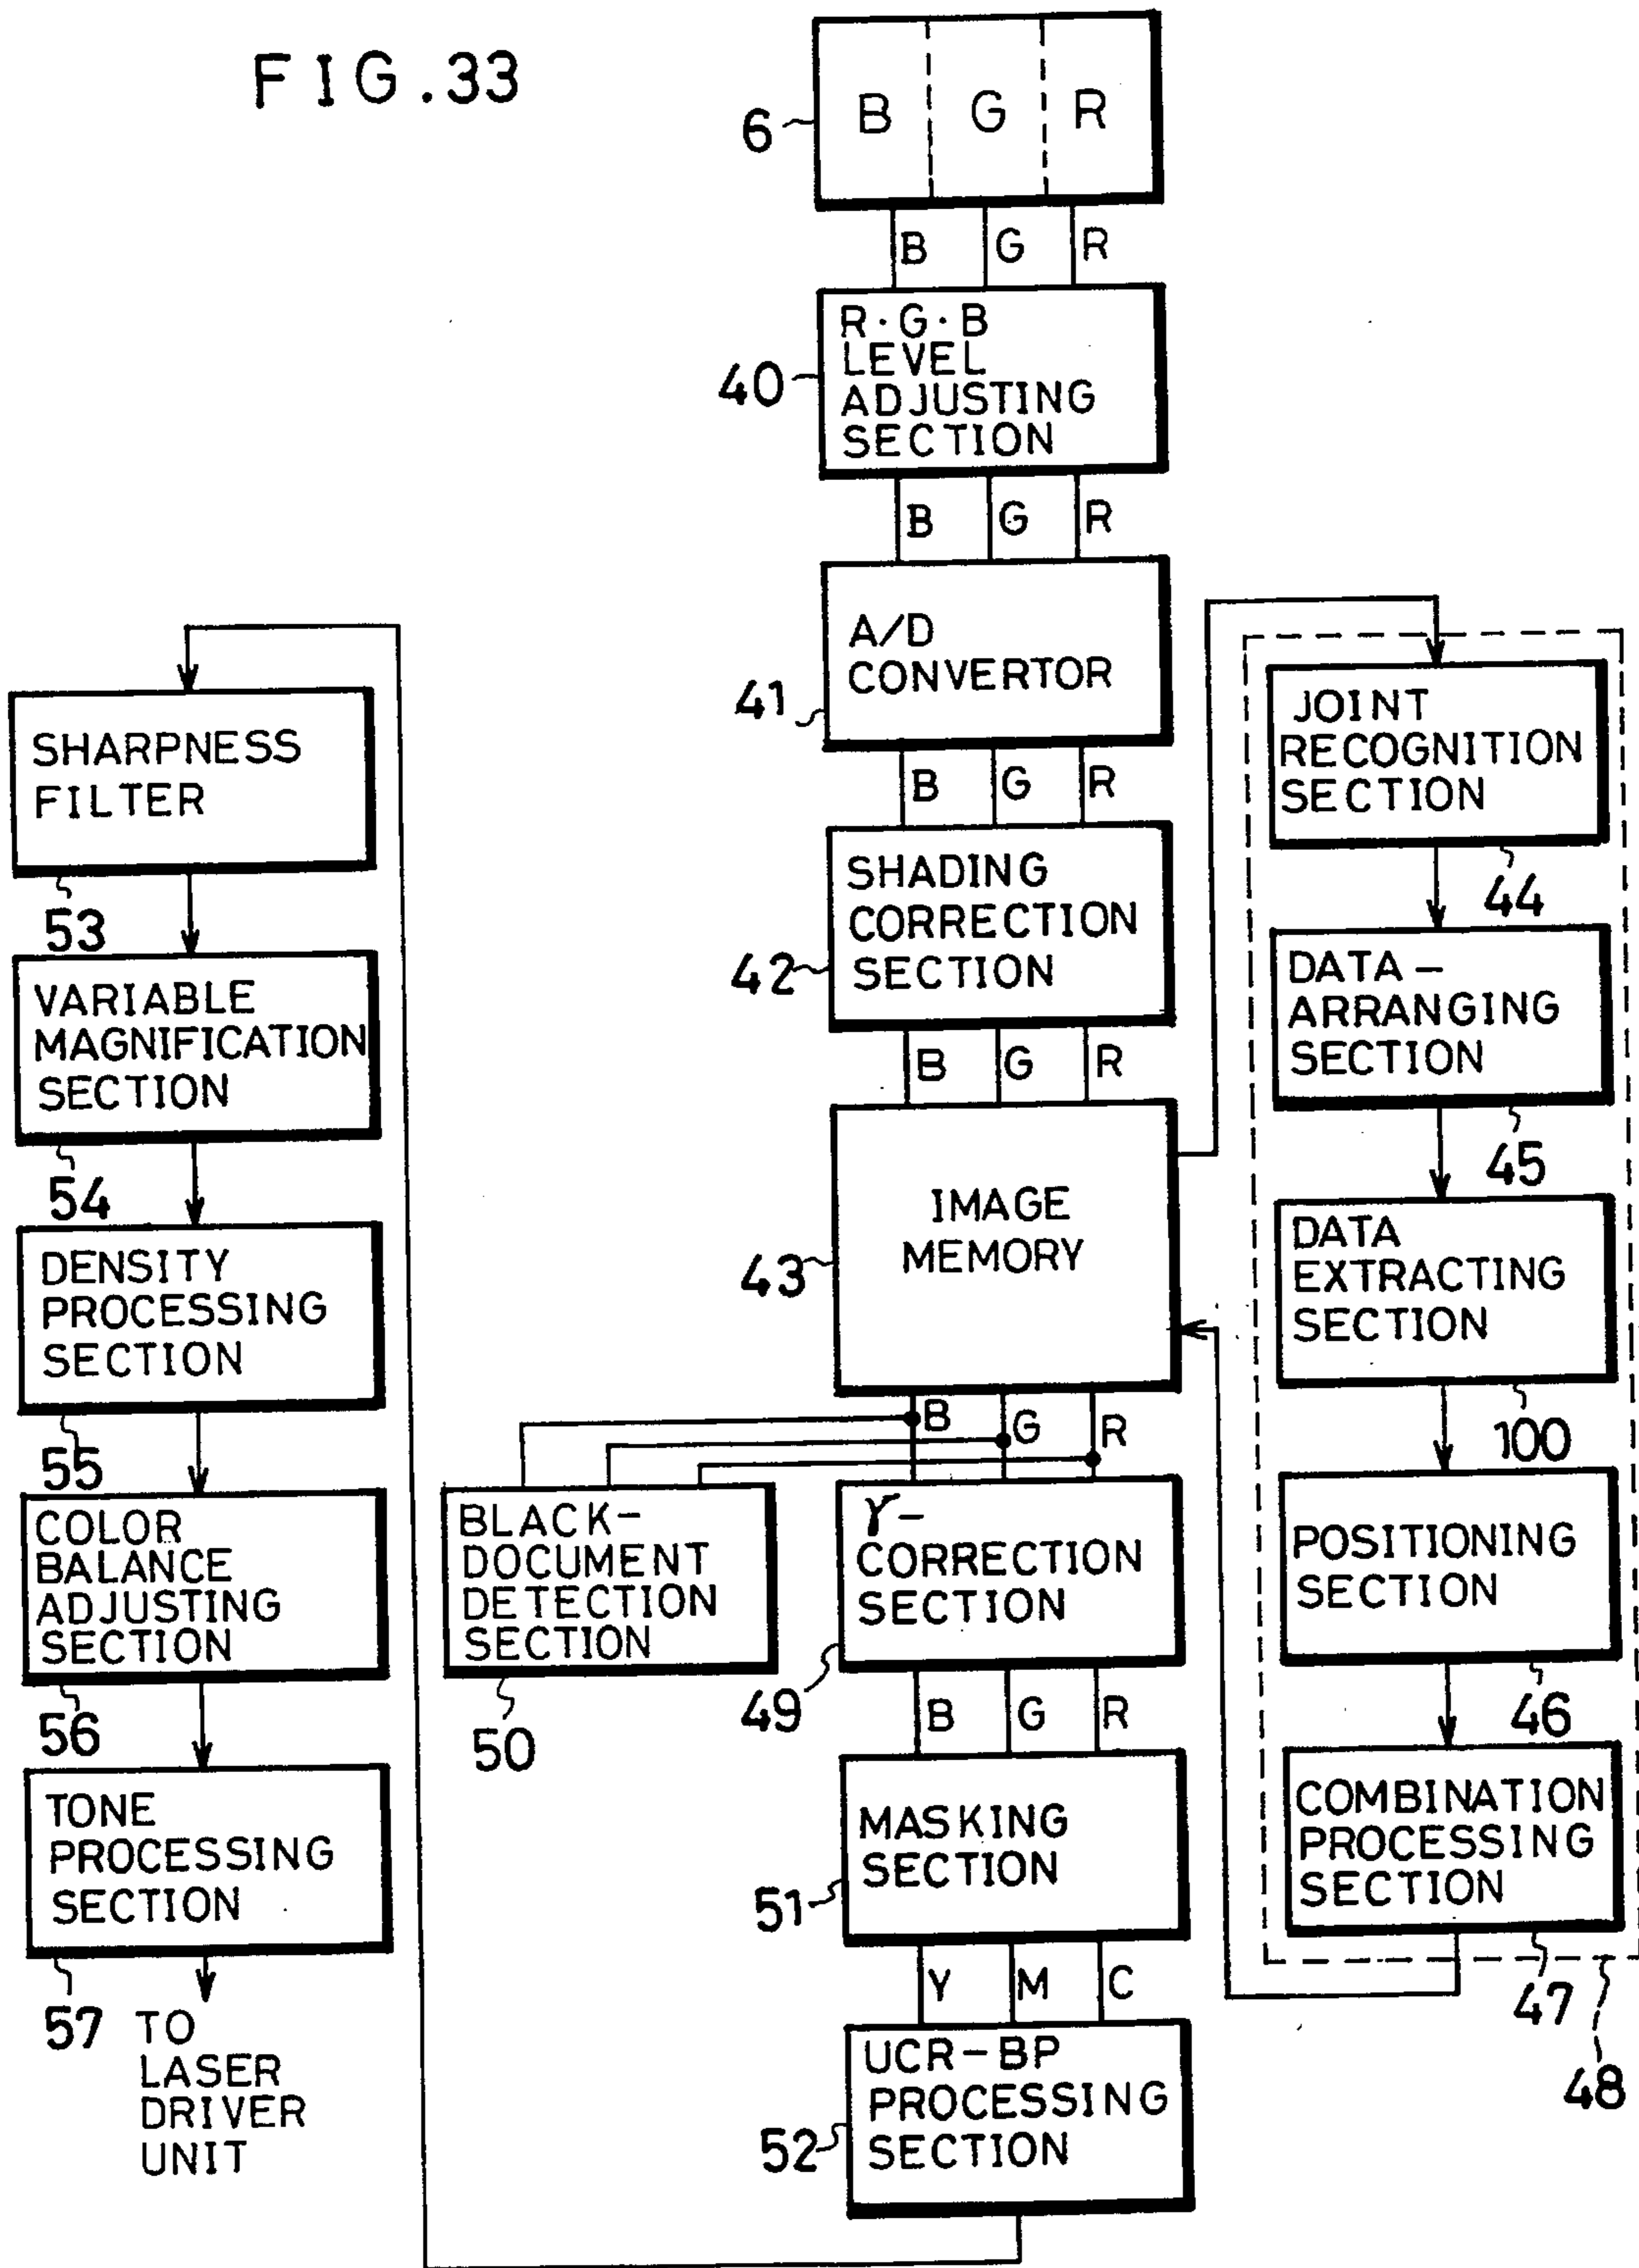 FIG.33
B G R
6
B G R
R·G·B
LEVEL
ADJUSTING
SECTION
40
B G R
A/D
CONVERTOR
41
B G R
SHADING
CORRECTION
SECTION
42
B G R
IMAGE
MEMORY
43
B G R
BLACK-
DOCUMENT
DETECTION
SECTION
50
γ-
CORRECTION
SECTION
49
B G R
MASKING
SECTION
51
Y M C
UCR-BP
PROCESSING
SECTION
52
JOINT
RECOGNITION
SECTION
44
DATA-
ARRANGING
SECTION
45
DATA
EXTRACTING
SECTION
100
POSITIONING
SECTION
46
COMBINATION
PROCESSING
SECTION
47
48
SHARPNESS
FILTER
53
VARIABLE
MAGNIFICATION
SECTION
54
DENSITY
PROCESSING
SECTION
55
COLOR
BALANCE
ADJUSTING
SECTION
56
TONE
PROCESSING
SECTION
57
TO
LASER
DRIVER
UNIT